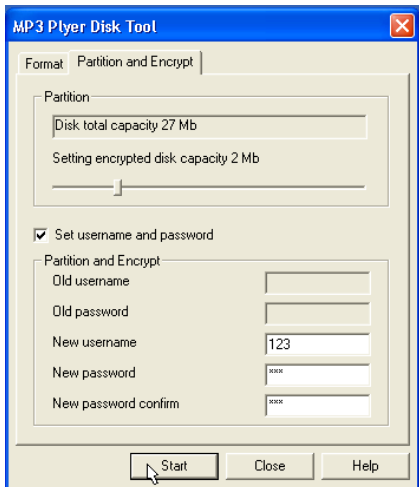 MP3 Plyer Disk Tool
Format Partition and Encrypt
Partition
Disk total capacity 27 Mb
Setting encrypted disk capacity 2 Mb
Set username and password
Partition and Encrypt
Old username
Old password
New username 123
New password ***
New password confirm ***
Start Close Help